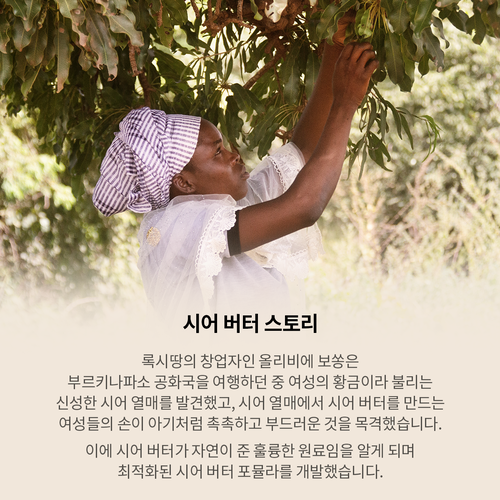 시어 버터 스토리
록시땅의 창업자인 올리비에 보쏭은
부르키나파소 공화국을 여행하던 중 여성의 황금이라 불리는
신성한 시어 열매를 발견했고, 시어 열매에서 시어 버터를 만드는
여성들의 손이 아기처럼 촉촉하고 부드러운 것을 목격했습니다.
이에 시어 버터가 자연이 준 훌륭한 원료임을 알게 되며
최적화된 시어 버터 포뮬라를 개발했습니다.